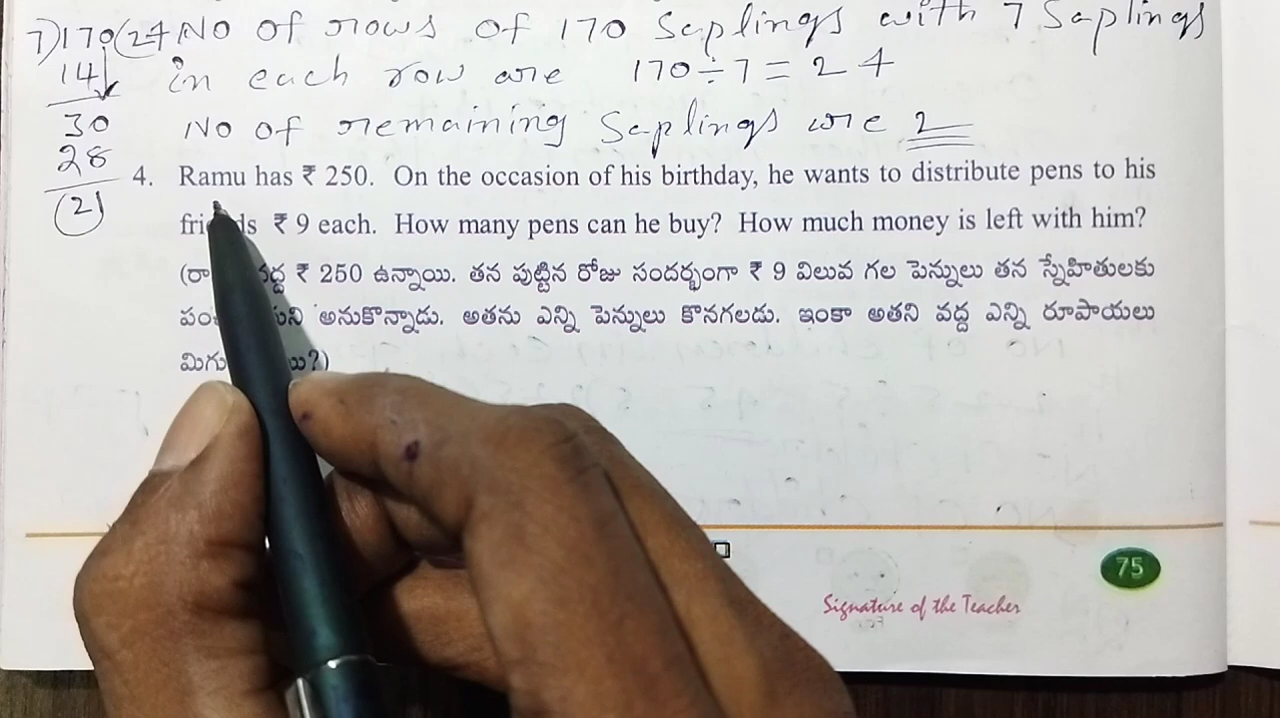 7)170(24 No of rows of 170 Saplings with 7 Saplings
14 in each row are 170÷7=24
30 No of remaining Saplings are 2
28
2
4. Ramu has ₹ 250. On the occasion of his birthday, he wants to distribute pens to his
₹ 9 each. How many pens can he buy? How much money is left with him?
₹ 250 ఉన్నాయి. తన పుట్టిన రోజు సందర్భంగా ₹ 9 విలువ గల పెన్నులు తన స్నేహితులకు
అనుకొన్నాడు. అతను ఎన్ని పెన్నులు కొనగలడు. ఇంకా అతని వద్ద ఎన్ని రూపాయలు
75
Signature of the Teacher